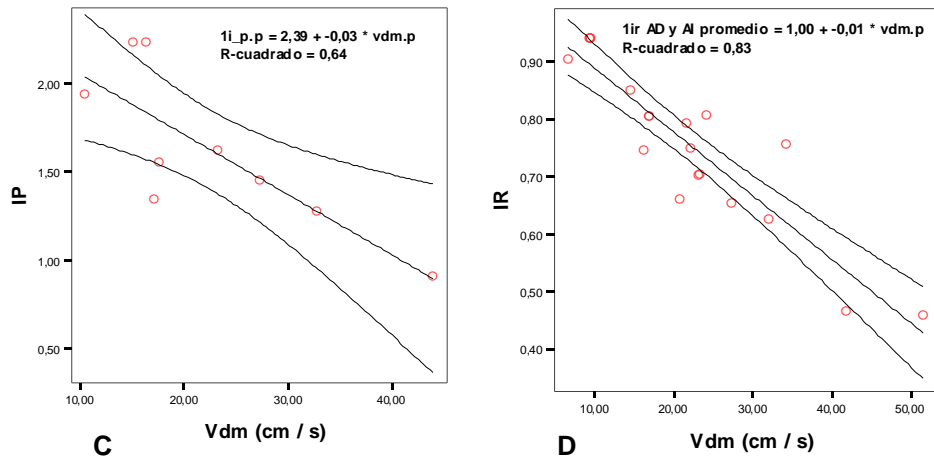 1i_p.p = 2,39 + -0,03 * vdm.p
R-cuadrado = 0,64
2,00
1,50
1,00
0,50
IP
10,00 20,00 30,00 40,00
Vdm (cm / s)
C
1ir AD y AI promedio = 1,00 + -0,01 * vdm.p
R-cuadrado = 0,83
0,90
0,80
0,70
0,60
0,50
0,40
IR
10,00 20,00 30,00 40,00 50,00
Vdm (cm / s)
D